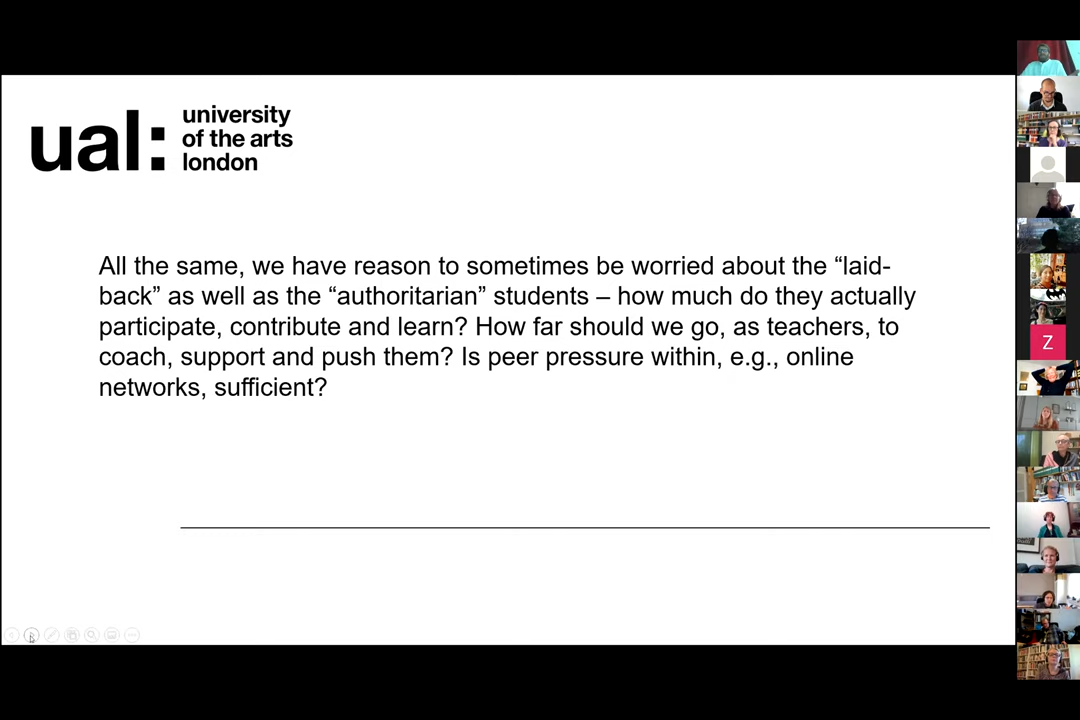 ual:
university
of the arts
london
All the same, we have reason to sometimes be worried about the “laid-
back” as well as the “authoritarian” students – how much do they actually
participate, contribute and learn? How far should we go, as teachers, to
coach, support and push them? Is peer pressure within, e.g., online
networks, sufficient?
Z